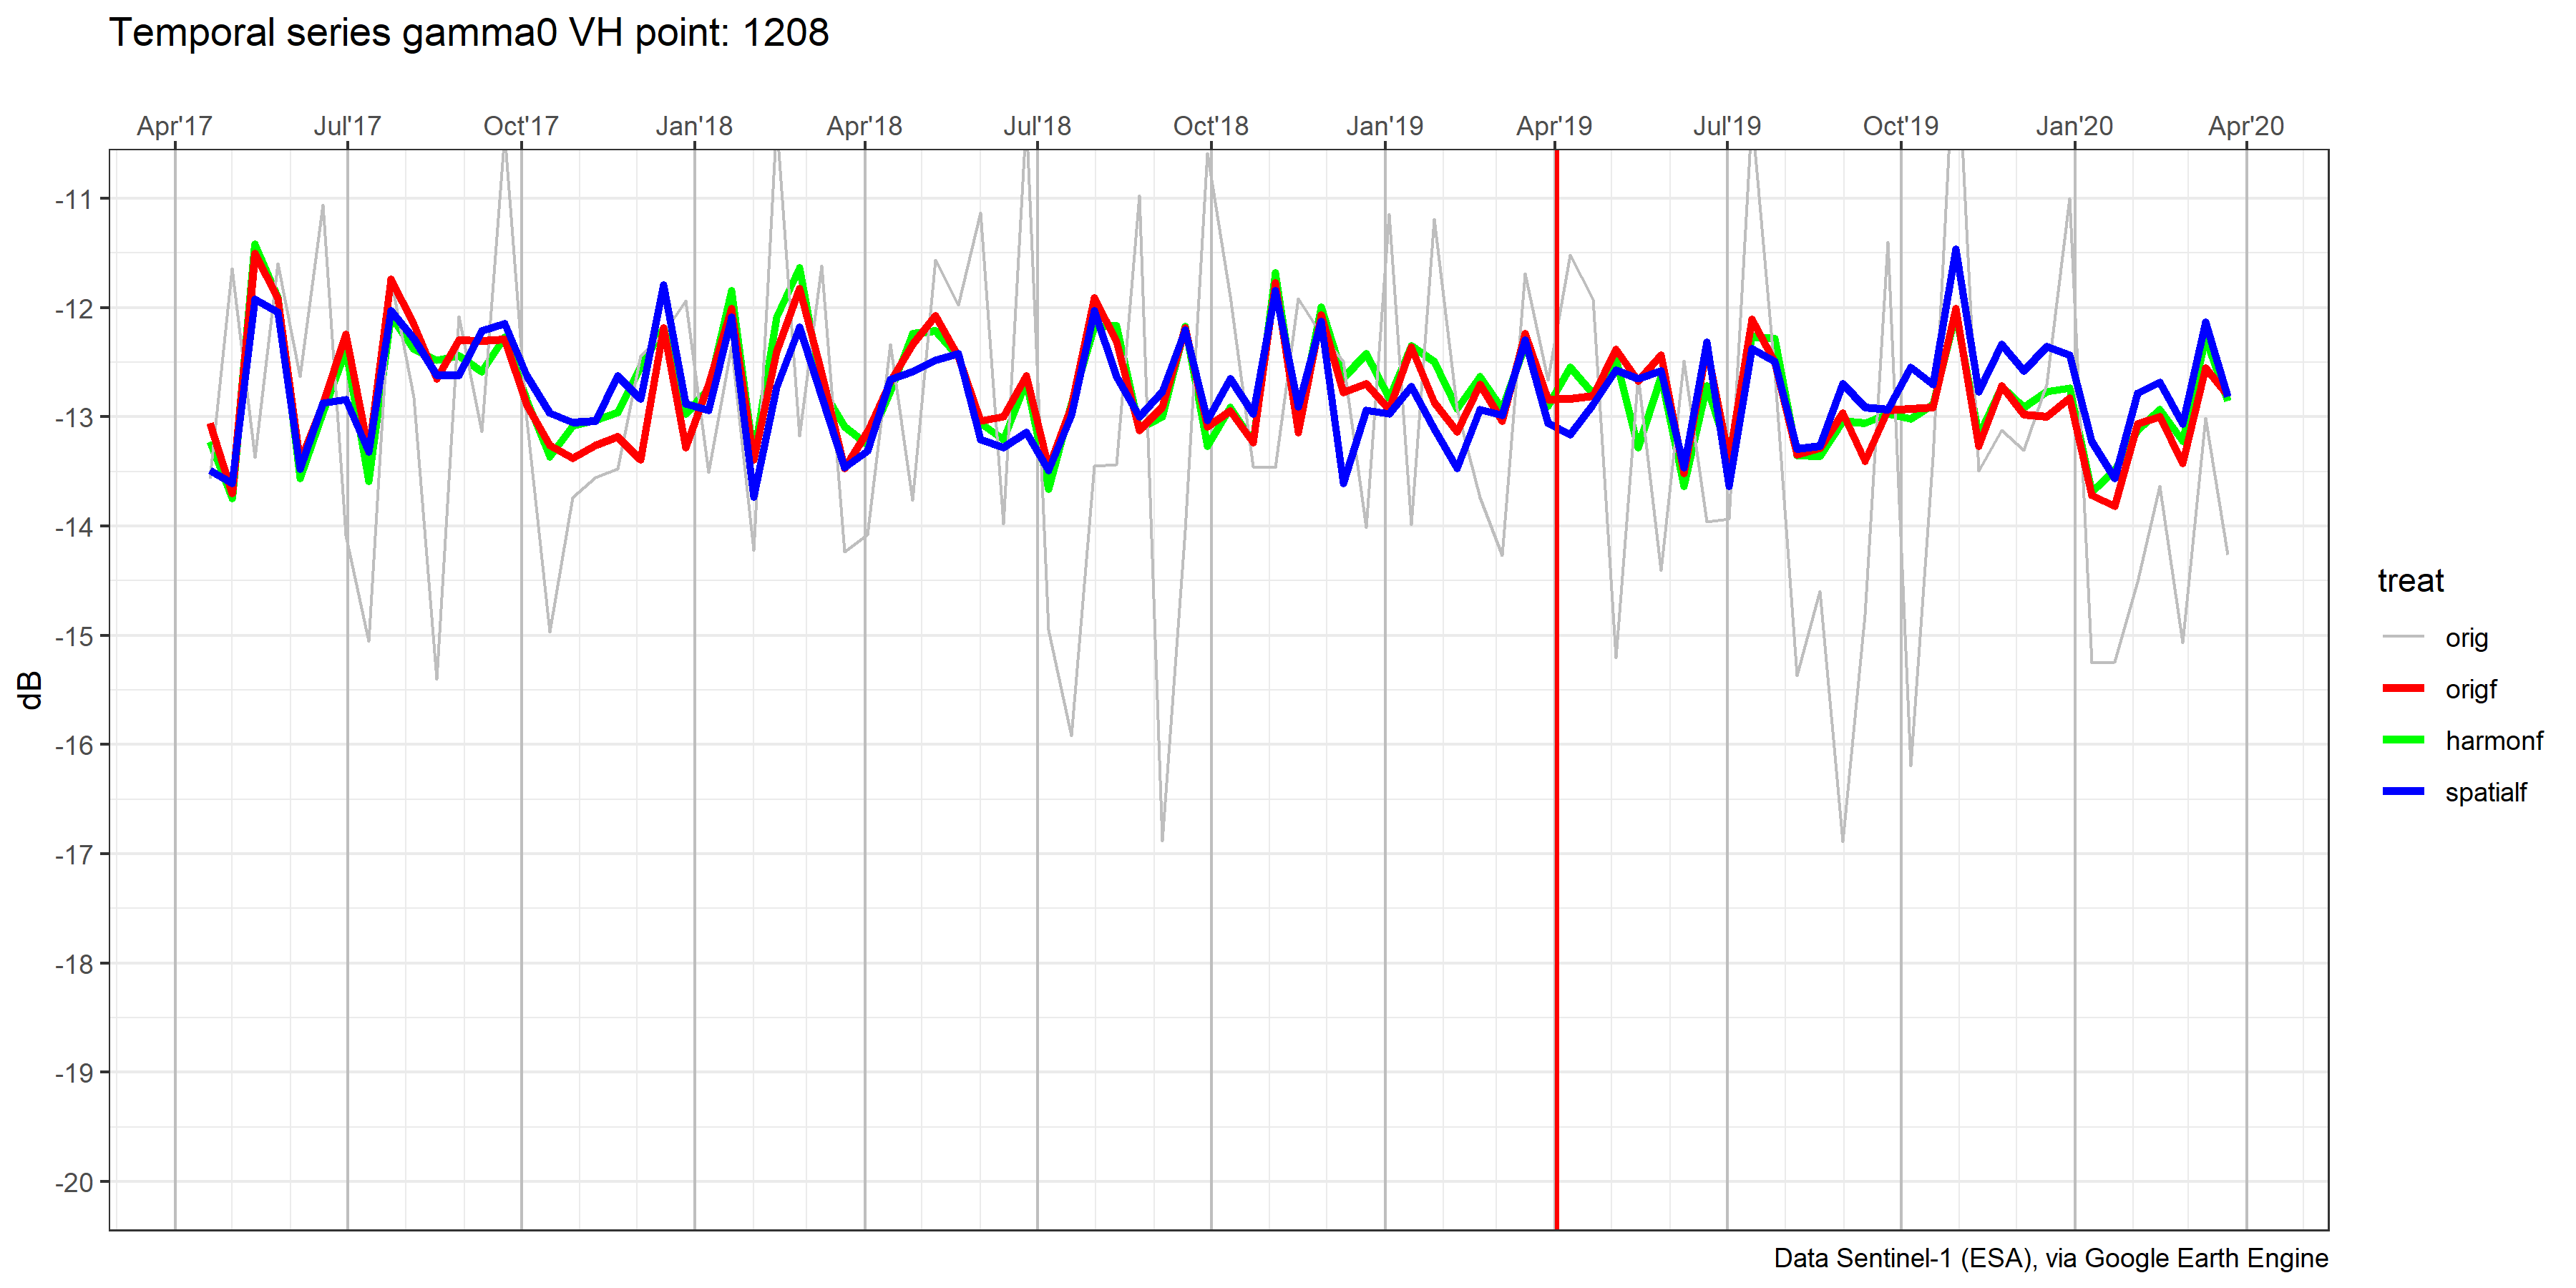 Temporal series gamma0 VH point: 1208
Apr'17 Jul'17 Oct'17 Jan'18 Apr'18 Jul'18 Oct'18 Jan'19 Apr'19 Jul'19 Oct'19 Jan'20 Apr'20
-11
-12
-13
-14
-15
-16
-17
-18
-19
-20
dB
treat
orig
origf
harmonf
spatialf
Data Sentinel-1 (ESA), via Google Earth Engine